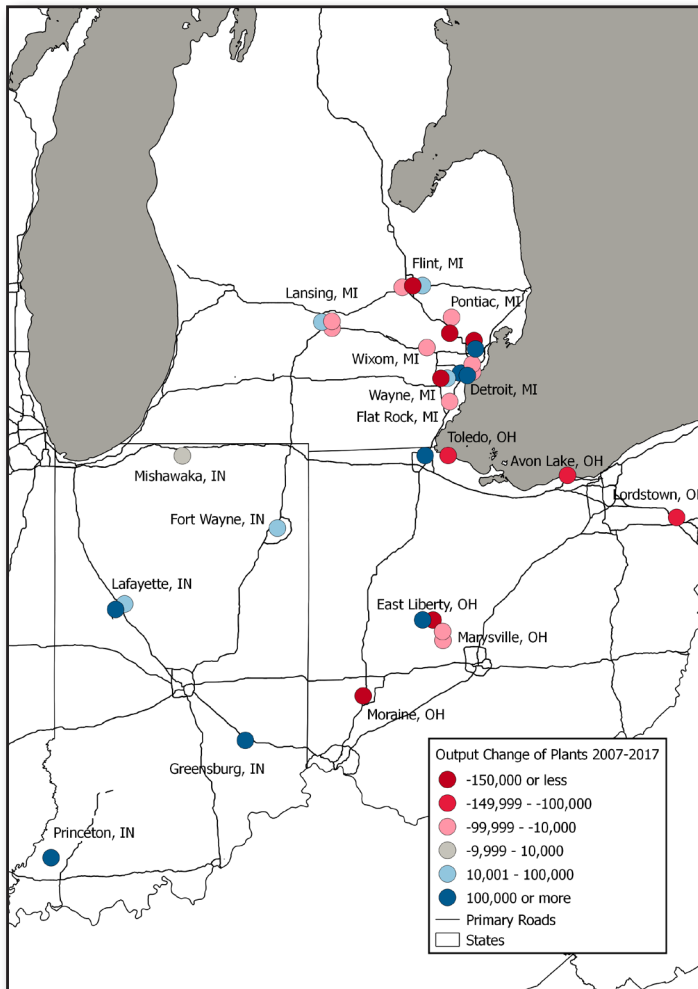 Flint, MI
Lansing, MI
Pontiac, MI
Wixom, MI
Wayne, MI
Detroit, MI
Flat Rock, MI
Toledo, OH
Avon Lake, OH
Mishawaka, IN
Lordstown, O
Fort Wayne, IN
Lafayette, IN
East Liberty, OH
Marysville, OH
Moraine, OH
Greensburg, IN
Princeton, IN
Output Change of Plants 2007-2017
-150,000 or less
-149,999 - -100,000
-99,999 - -10,000
-9,999 - 10,000
10,001 - 100,000
100,000 or more
Primary Roads
States